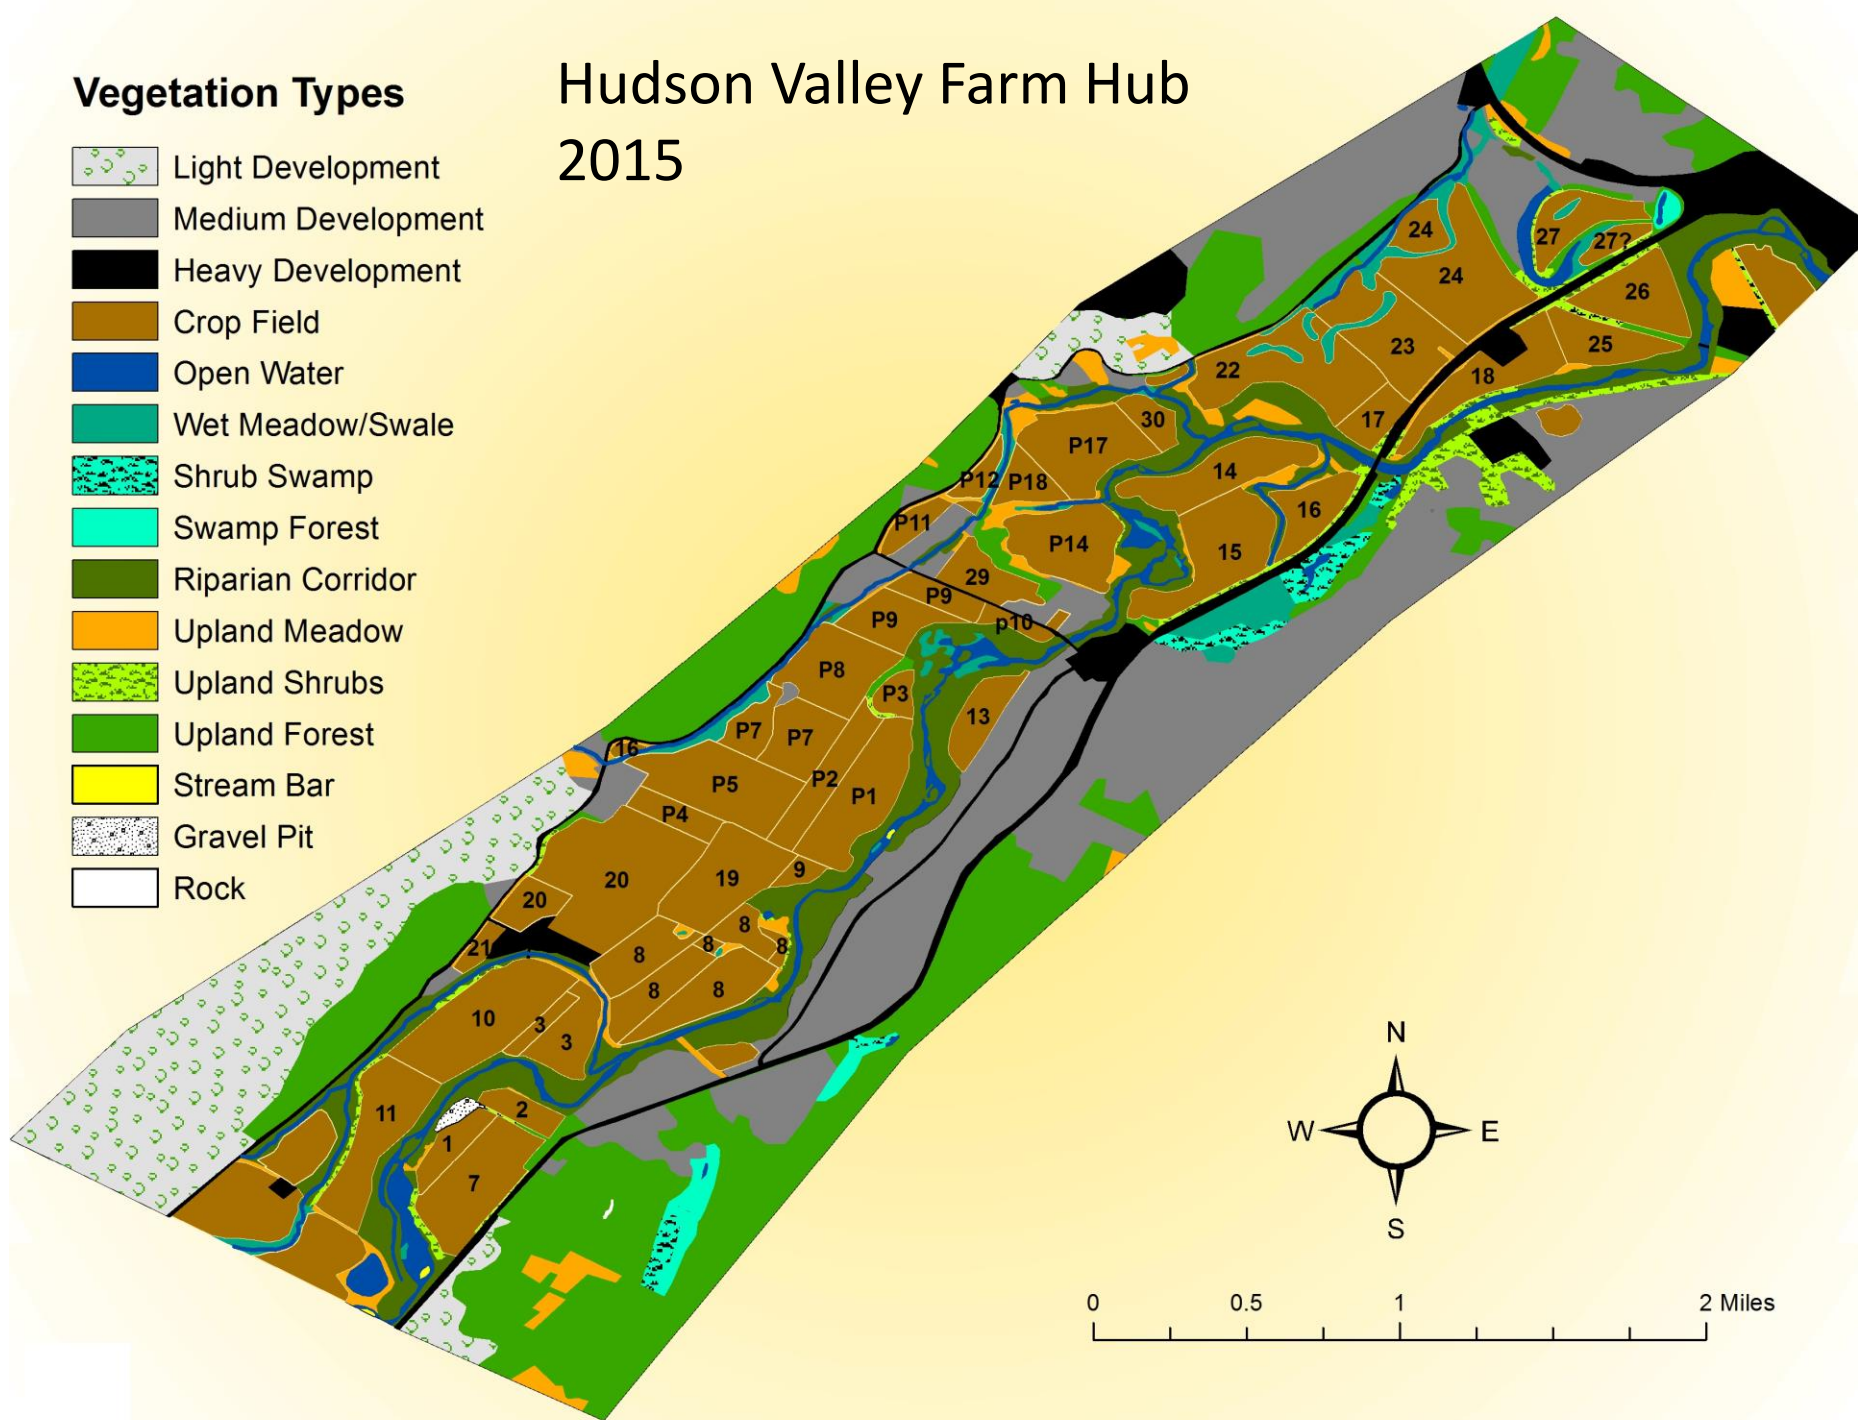 Hudson Valley Farm Hub
2015
Vegetation Types
Light Development
Medium Development
Heavy Development
Crop Field
Open Water
Wet Meadow/Swale
Shrub Swamp
Swamp Forest
Riparian Corridor
Upland Meadow
Upland Shrubs
Upland Forest
Stream Bar
Gravel Pit
Rock
24
27
27?
24
26
23
25
22
18
17
30
P17
14
P12
P18
16
P11
P14
15
29
P9
P9
p10
P8
P3
13
P7
P7
16
P5
P2
P1
P4
20
19
9
20
8
21
8
8
8
8
8
10
3
3
11
2
1
7
N
W
E
S
0
0.5
1
2 Miles